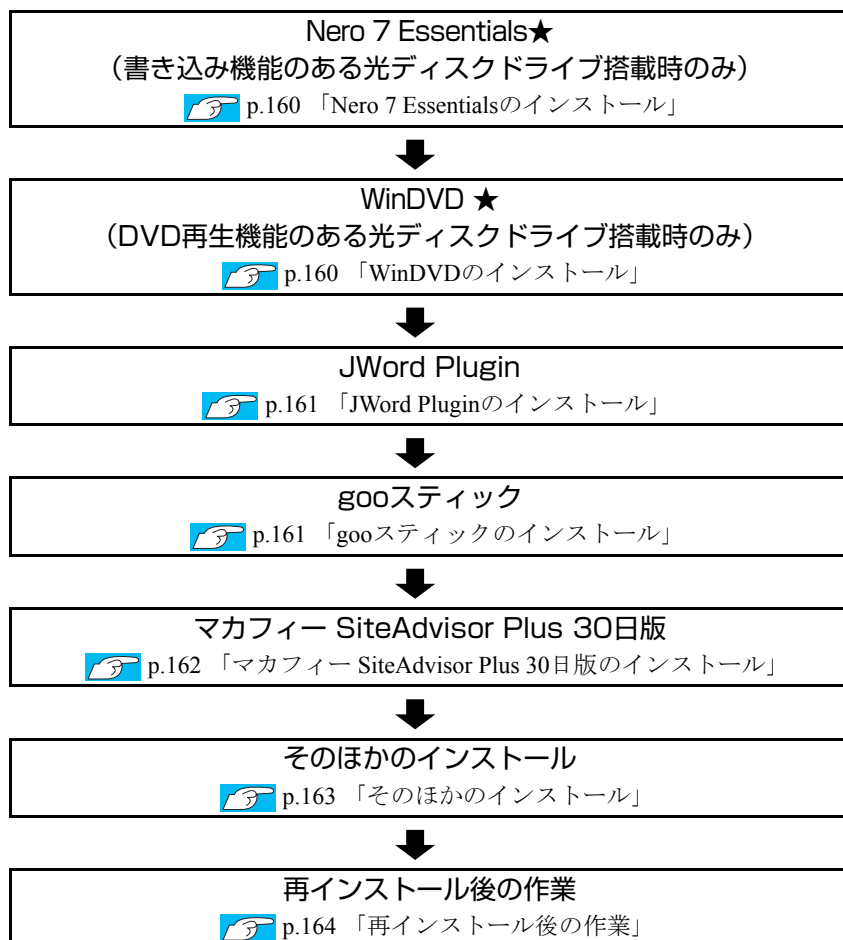 Nero 7 Essentials★
（書き込み機能のある光ディスクドライブ搭載時のみ）
p.160 「Nero 7 Essentialsのインストール」
WinDVD ★
（DVD再生機能のある光ディスクドライブ搭載時のみ）
p.160 「WinDVDのインストール」
JWord Plugin
p.161 「JWord Pluginのインストール」
gooスティック
p.161 「gooスティックのインストール」
マカフィー SiteAdvisor Plus 30日版
p.162 「マカフィー SiteAdvisor Plus 30日版のインストール」
そのほかのインストール
p.163 「そのほかのインストール」
再インストール後の作業
p.164 「再インストール後の作業」